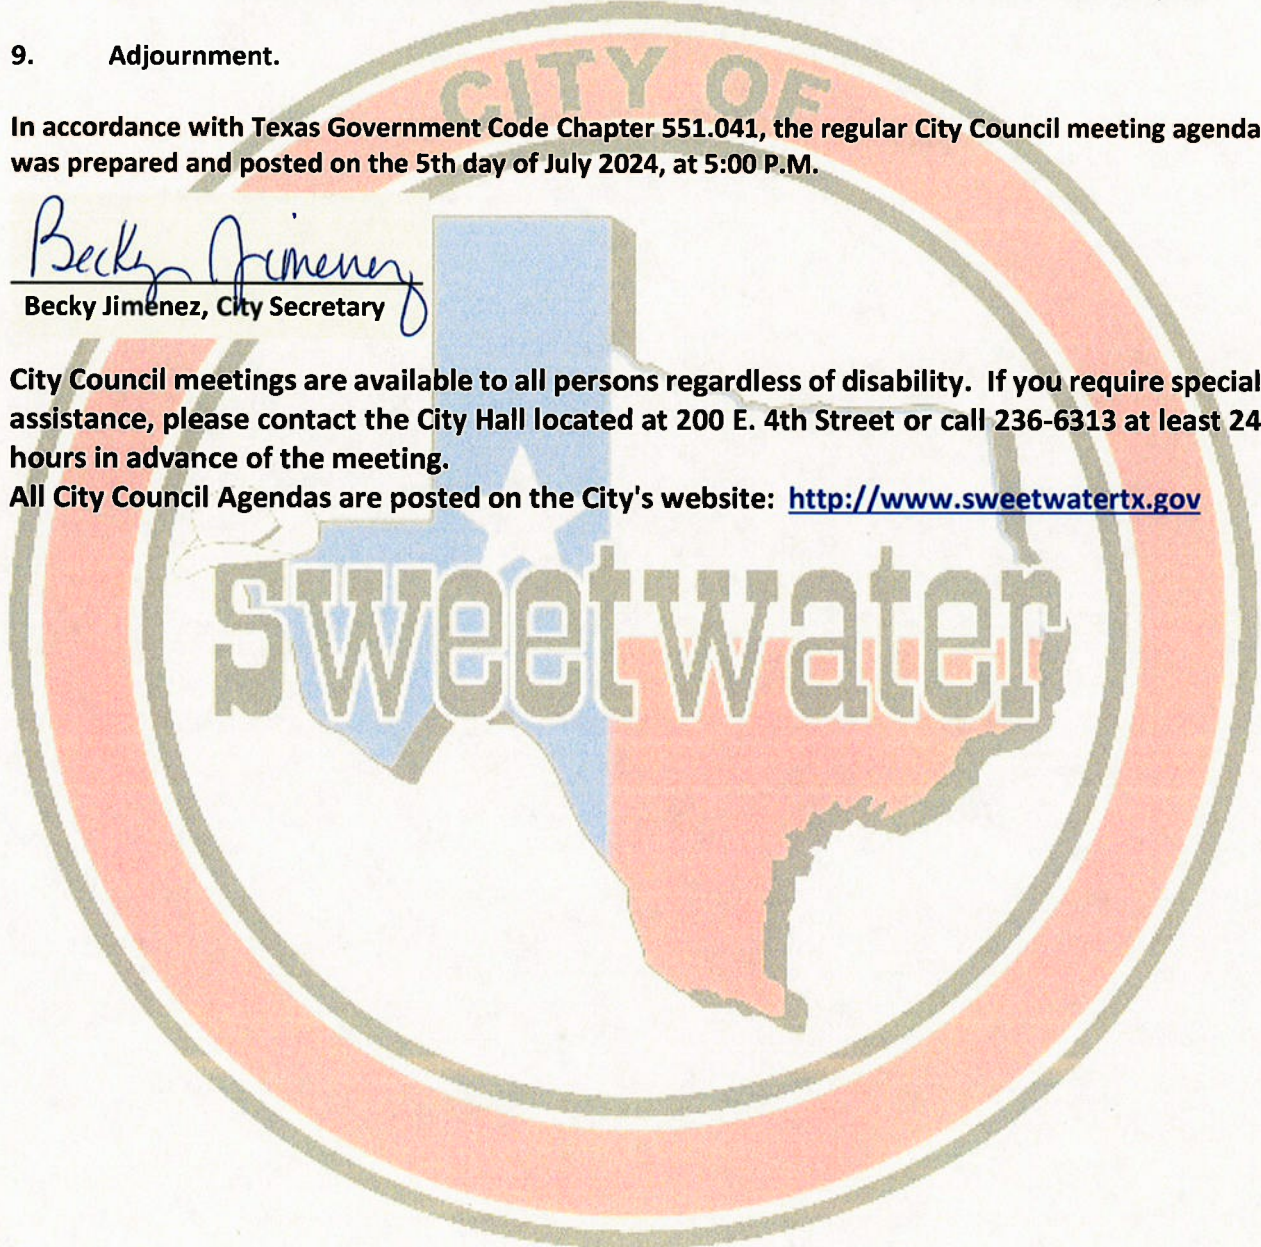 9. Adjournment.
In accordance with Texas Government Code Chapter 551.041, the regular City Council meeting agenda
was prepared and posted on the 5th day of July 2024, at 5:00 P.M.
Becky Jimenez
Becky Jimenez, City Secretary
City Council meetings are available to all persons regardless of disability. If you require special
assistance, please contact the City Hall located at 200 E. 4th Street or call 236-6313 at least 24
hours in advance of the meeting.
All City Council Agendas are posted on the City's website: http://www.sweetwatertx.gov
CITY OF
sweetwater